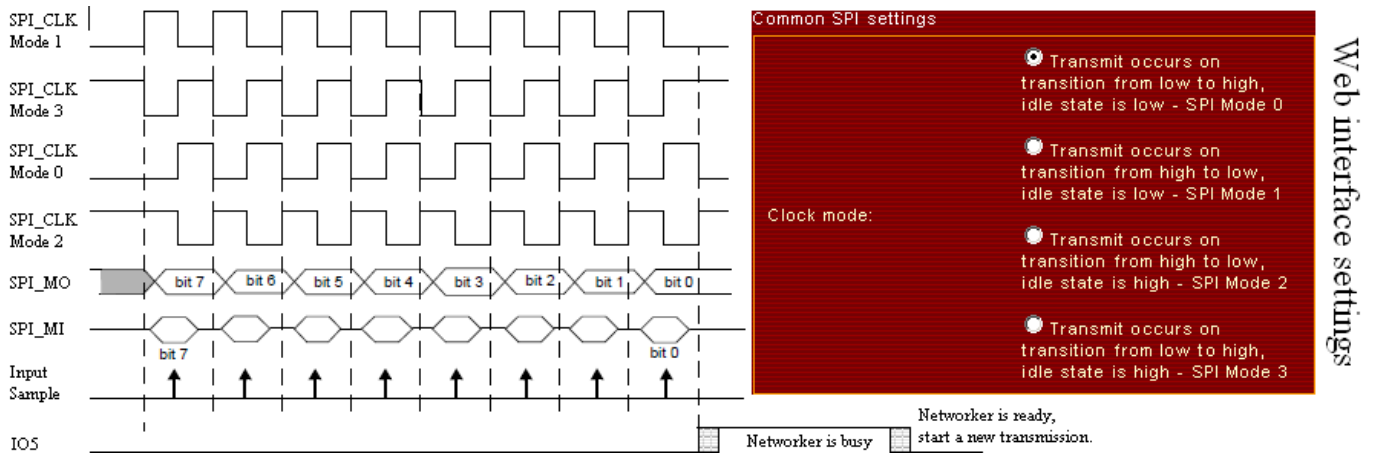 SPI_CLK
Mode 1
SPI_CLK
Mode 3
SPI_CLK
Mode 0
SPI_CLK
Mode 2
SPI_MO
bit 7 bit 6 bit 5 bit 4 bit 3 bit 2 bit 1 bit 0
SPI_MI
bit 7 bit 0
Input
Sample
IO5
Networker is busy
Networker is ready,
start a new transmission.
Common SPI settings
Clock mode:
Transmit occurs on
transition from low to high,
idle state is low - SPI Mode 0
Transmit occurs on
transition from high to low,
idle state is low - SPI Mode 1
Transmit occurs on
transition from high to low,
idle state is high - SPI Mode 2
Transmit occurs on
transition from low to high,
idle state is high - SPI Mode 3
Web interface settings